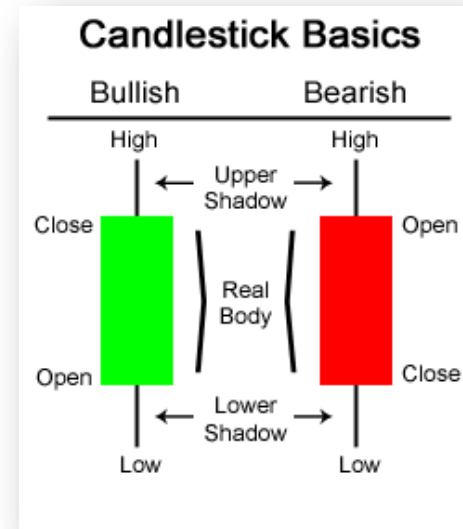 Candlestick Basics
Bullish Bearish
High High
Upper
Shadow
Close Open
Real
Body
Open Close
Lower
Shadow
Low Low